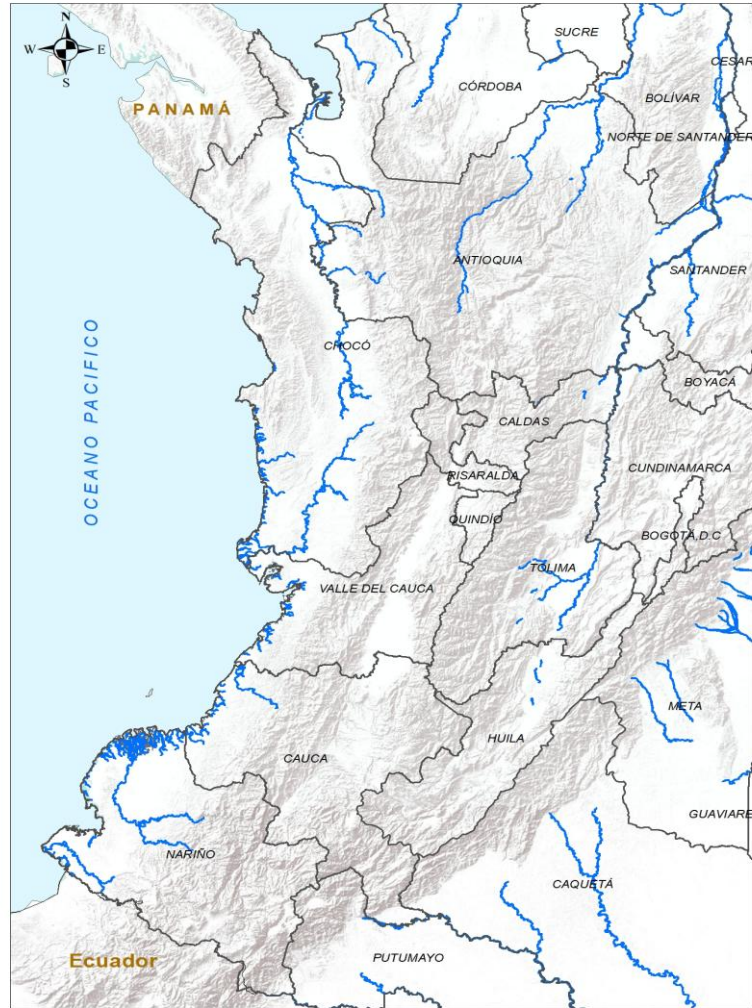 N
W
E
S
SUCRE
CESAR
CÓRDOBA
BOLÍVAR
PANAMÁ
NORTE DE SANTANDER
ANTIOQUIA
SANTANDER
OCEANO PACIFICO
CHOCÓ
BOYACÁ
CALDAS
CUNDINAMARCA
RISARALDA
QUINDÍO
BOGOTÁ,D.C
TOLIMA
VALLE DEL CAUCA
META
HUILA
CAUCA
GUAVIARE
NARIÑO
CAQUETÁ
PUTUMAYO
Ecuador